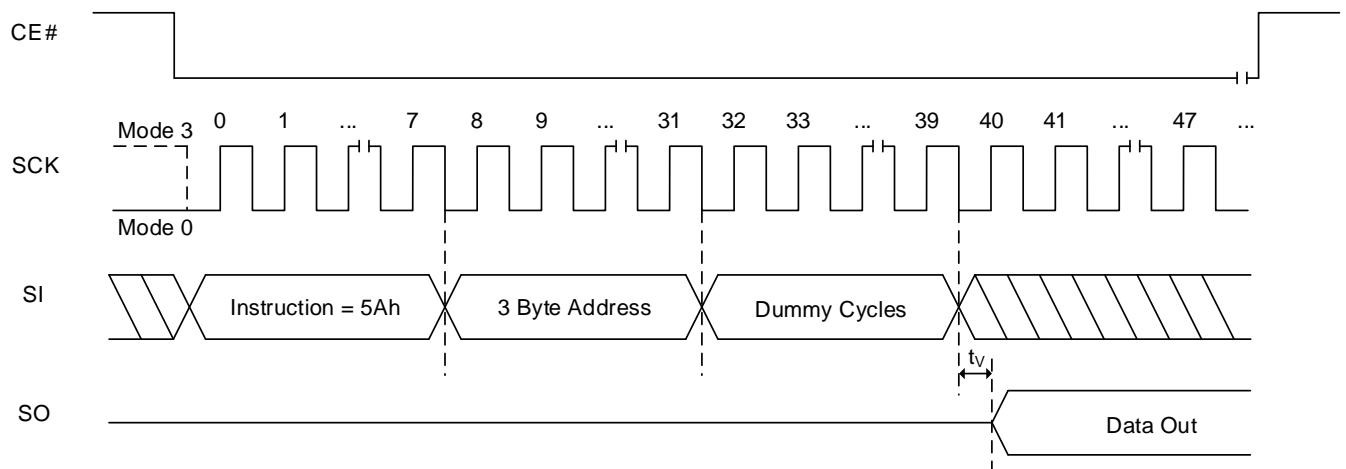 CE#
Mode 3
0 1 ... 7 8 9 ... 31 32 33 ... 39 40 41 ... 47 ...
SCK
Mode 0
SI
Instruction = 5Ah
3 Byte Address
Dummy Cycles
tV
SO
Data Out